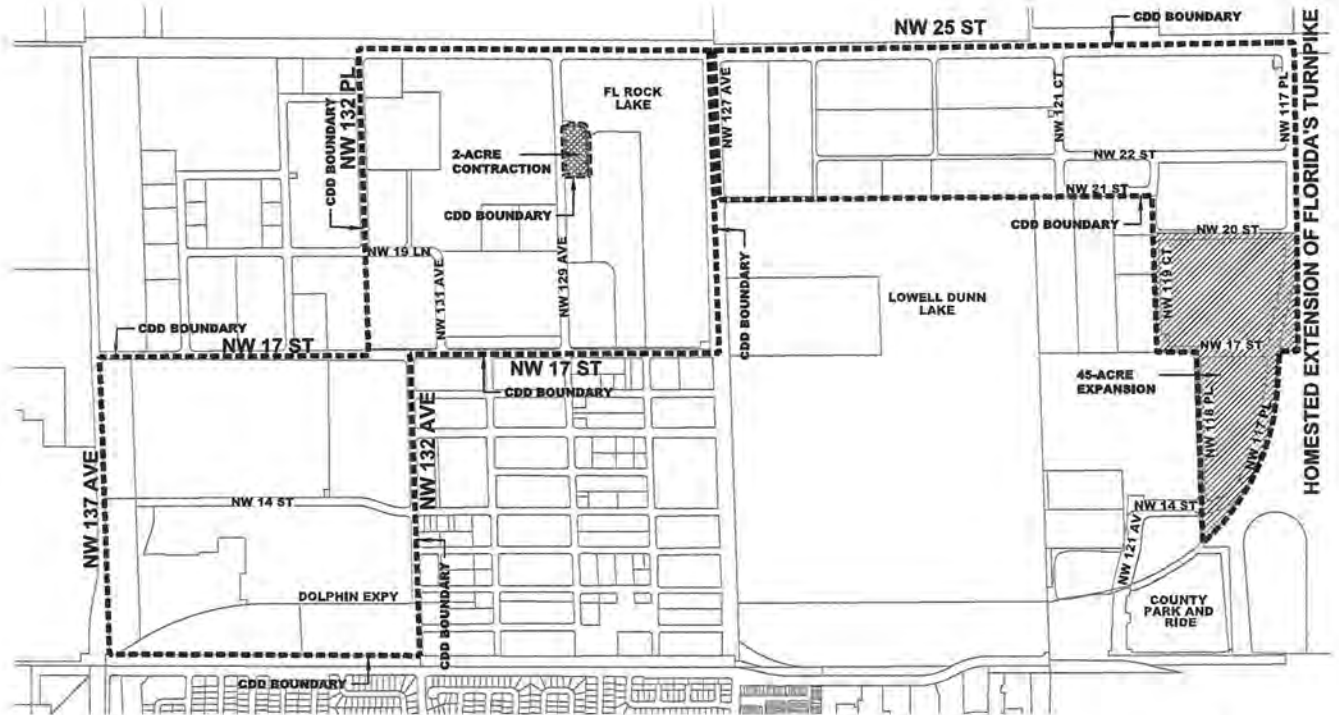 CDD BOUNDARY
NW 25 ST
HOMESTED EXTENSION OF FLORIDA'S TURNPIKE
NW 132 PL
CDD BOUNDARY
FL ROCK
LAKE
NW 127 AVE
NW 121 CT
NW 117 PL
2-ACRE
CONTRACTION
NW 22 ST
NW 21 ST
CDD BOUNDARY
CDD BOUNDARY
NW 20 ST
NW 19 LN
NW 131 AVE
NW 129 AVE
CDD BOUNDARY
LOWELL DUNN
LAKE
NW 119 CT
CDD BOUNDARY
NW 17 ST
NW 17 ST
NW 17 ST
CDD BOUNDARY
45-ACRE
EXPANSION
NW 118 PL
NW 117 PL
NW 137 AVE
NW 132 AVE
NW 14 ST
NW 14 ST
NW 121 AV
DOLPHIN EXPY
CDD BOUNDARY
COUNTY
PARK AND
RIDE
CDD BOUNDARY